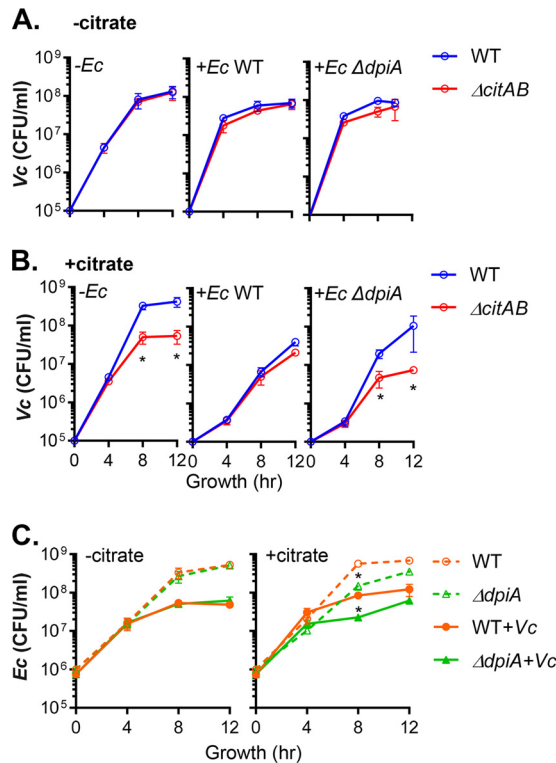 A.
-citrate
-Ec
+Ec WT
+Ec ΔdpiA
WT
ΔcitAB
Vc (CFU/ml)
10⁹
10⁸
10⁷
10⁶
10⁵
B.
+citrate
-Ec
+Ec WT
+Ec ΔdpiA
WT
ΔcitAB
Vc (CFU/ml)
10⁹
10⁸
10⁷
10⁶
10⁵
* *
* *
0 4 8 12
0 4 8 12
0 4 8 12
Growth (hr)
C.
-citrate
+citrate
WT
ΔdpiA
WT+Vc
ΔdpiA+Vc
Ec (CFU/ml)
10⁹
10⁸
10⁷
10⁶
10⁵
*
*
0 4 8 12
0 4 8 12
Growth (hr)